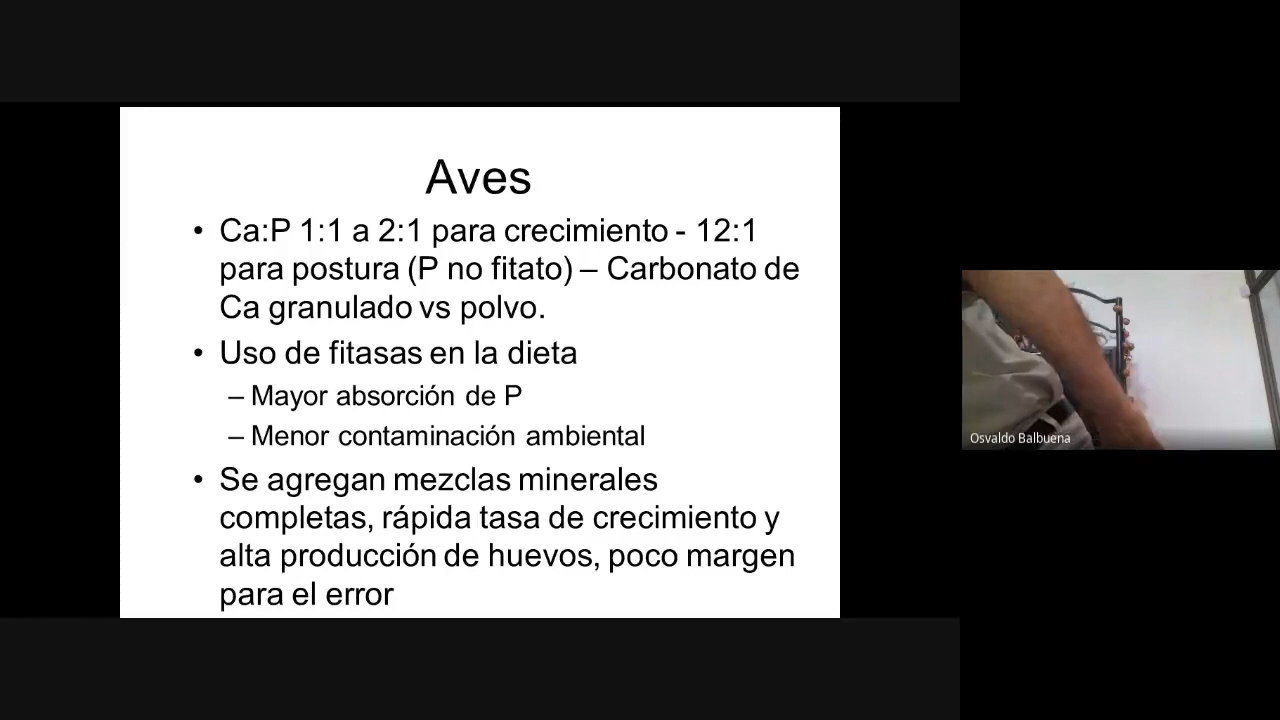 Aves
• Ca:P 1:1 a 2:1 para crecimiento - 12:1
para postura (P no fitato) – Carbonato de
Ca granulado vs polvo.
• Uso de fitasas en la dieta
– Mayor absorción de P
– Menor contaminación ambiental
• Se agregan mezclas minerales
completas, rápida tasa de crecimiento y
alta producción de huevos, poco margen
para el error
Osvaldo Balbuena